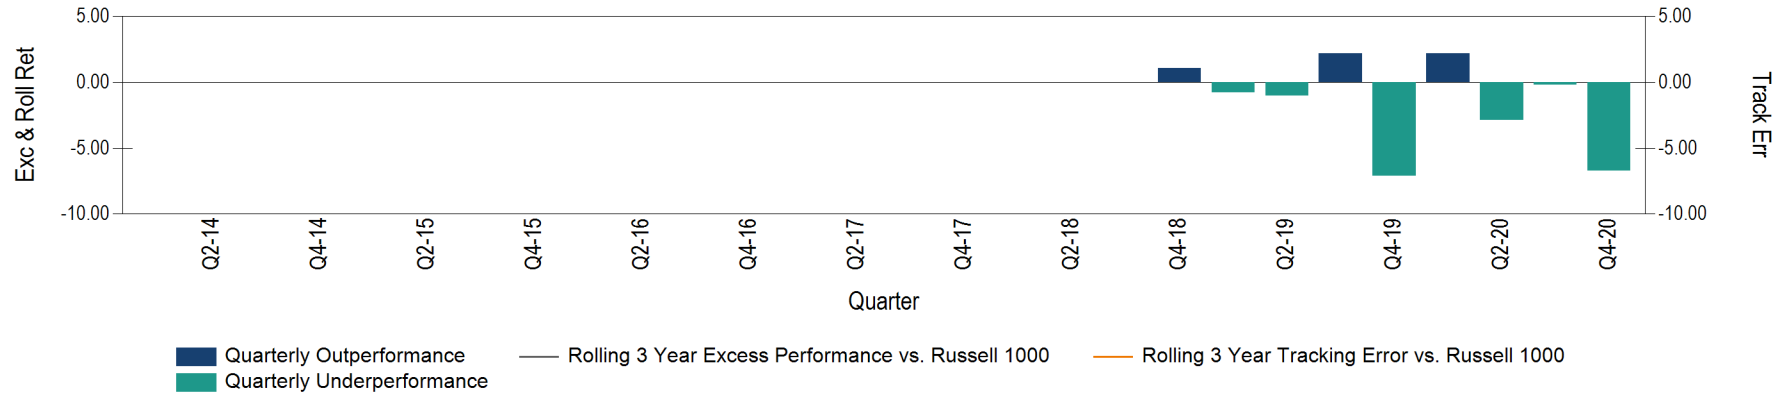 5.00
0.00
-5.00
-10.00
Exc & Roll Ret
5.00
0.00
-5.00
-10.00
Track Err
Q2-14
Q4-14
Q2-15
Q4-15
Q2-16
Q4-16
Q2-17
Q4-17
Q2-18
Q4-18
Q2-19
Q4-19
Q2-20
Q4-20
Quarter
Quarterly Outperformance
Rolling 3 Year Excess Performance vs. Russell 1000
Rolling 3 Year Tracking Error vs. Russell 1000
Quarterly Underperformance